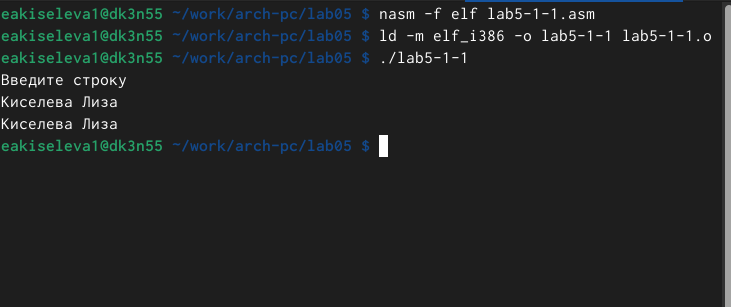 eakiseleva1@dk3n55 ~/work/arch-pc/lab05 $ nasm -f elf lab5-1-1.asm
eakiseleva1@dk3n55 ~/work/arch-pc/lab05 $ ld -m elf_i386 -o lab5-1-1 lab5-1-1.o
eakiseleva1@dk3n55 ~/work/arch-pc/lab05 $ ./lab5-1-1
Введите строку
Киселева Лиза
Киселева Лиза
eakiseleva1@dk3n55 ~/work/arch-pc/lab05 $